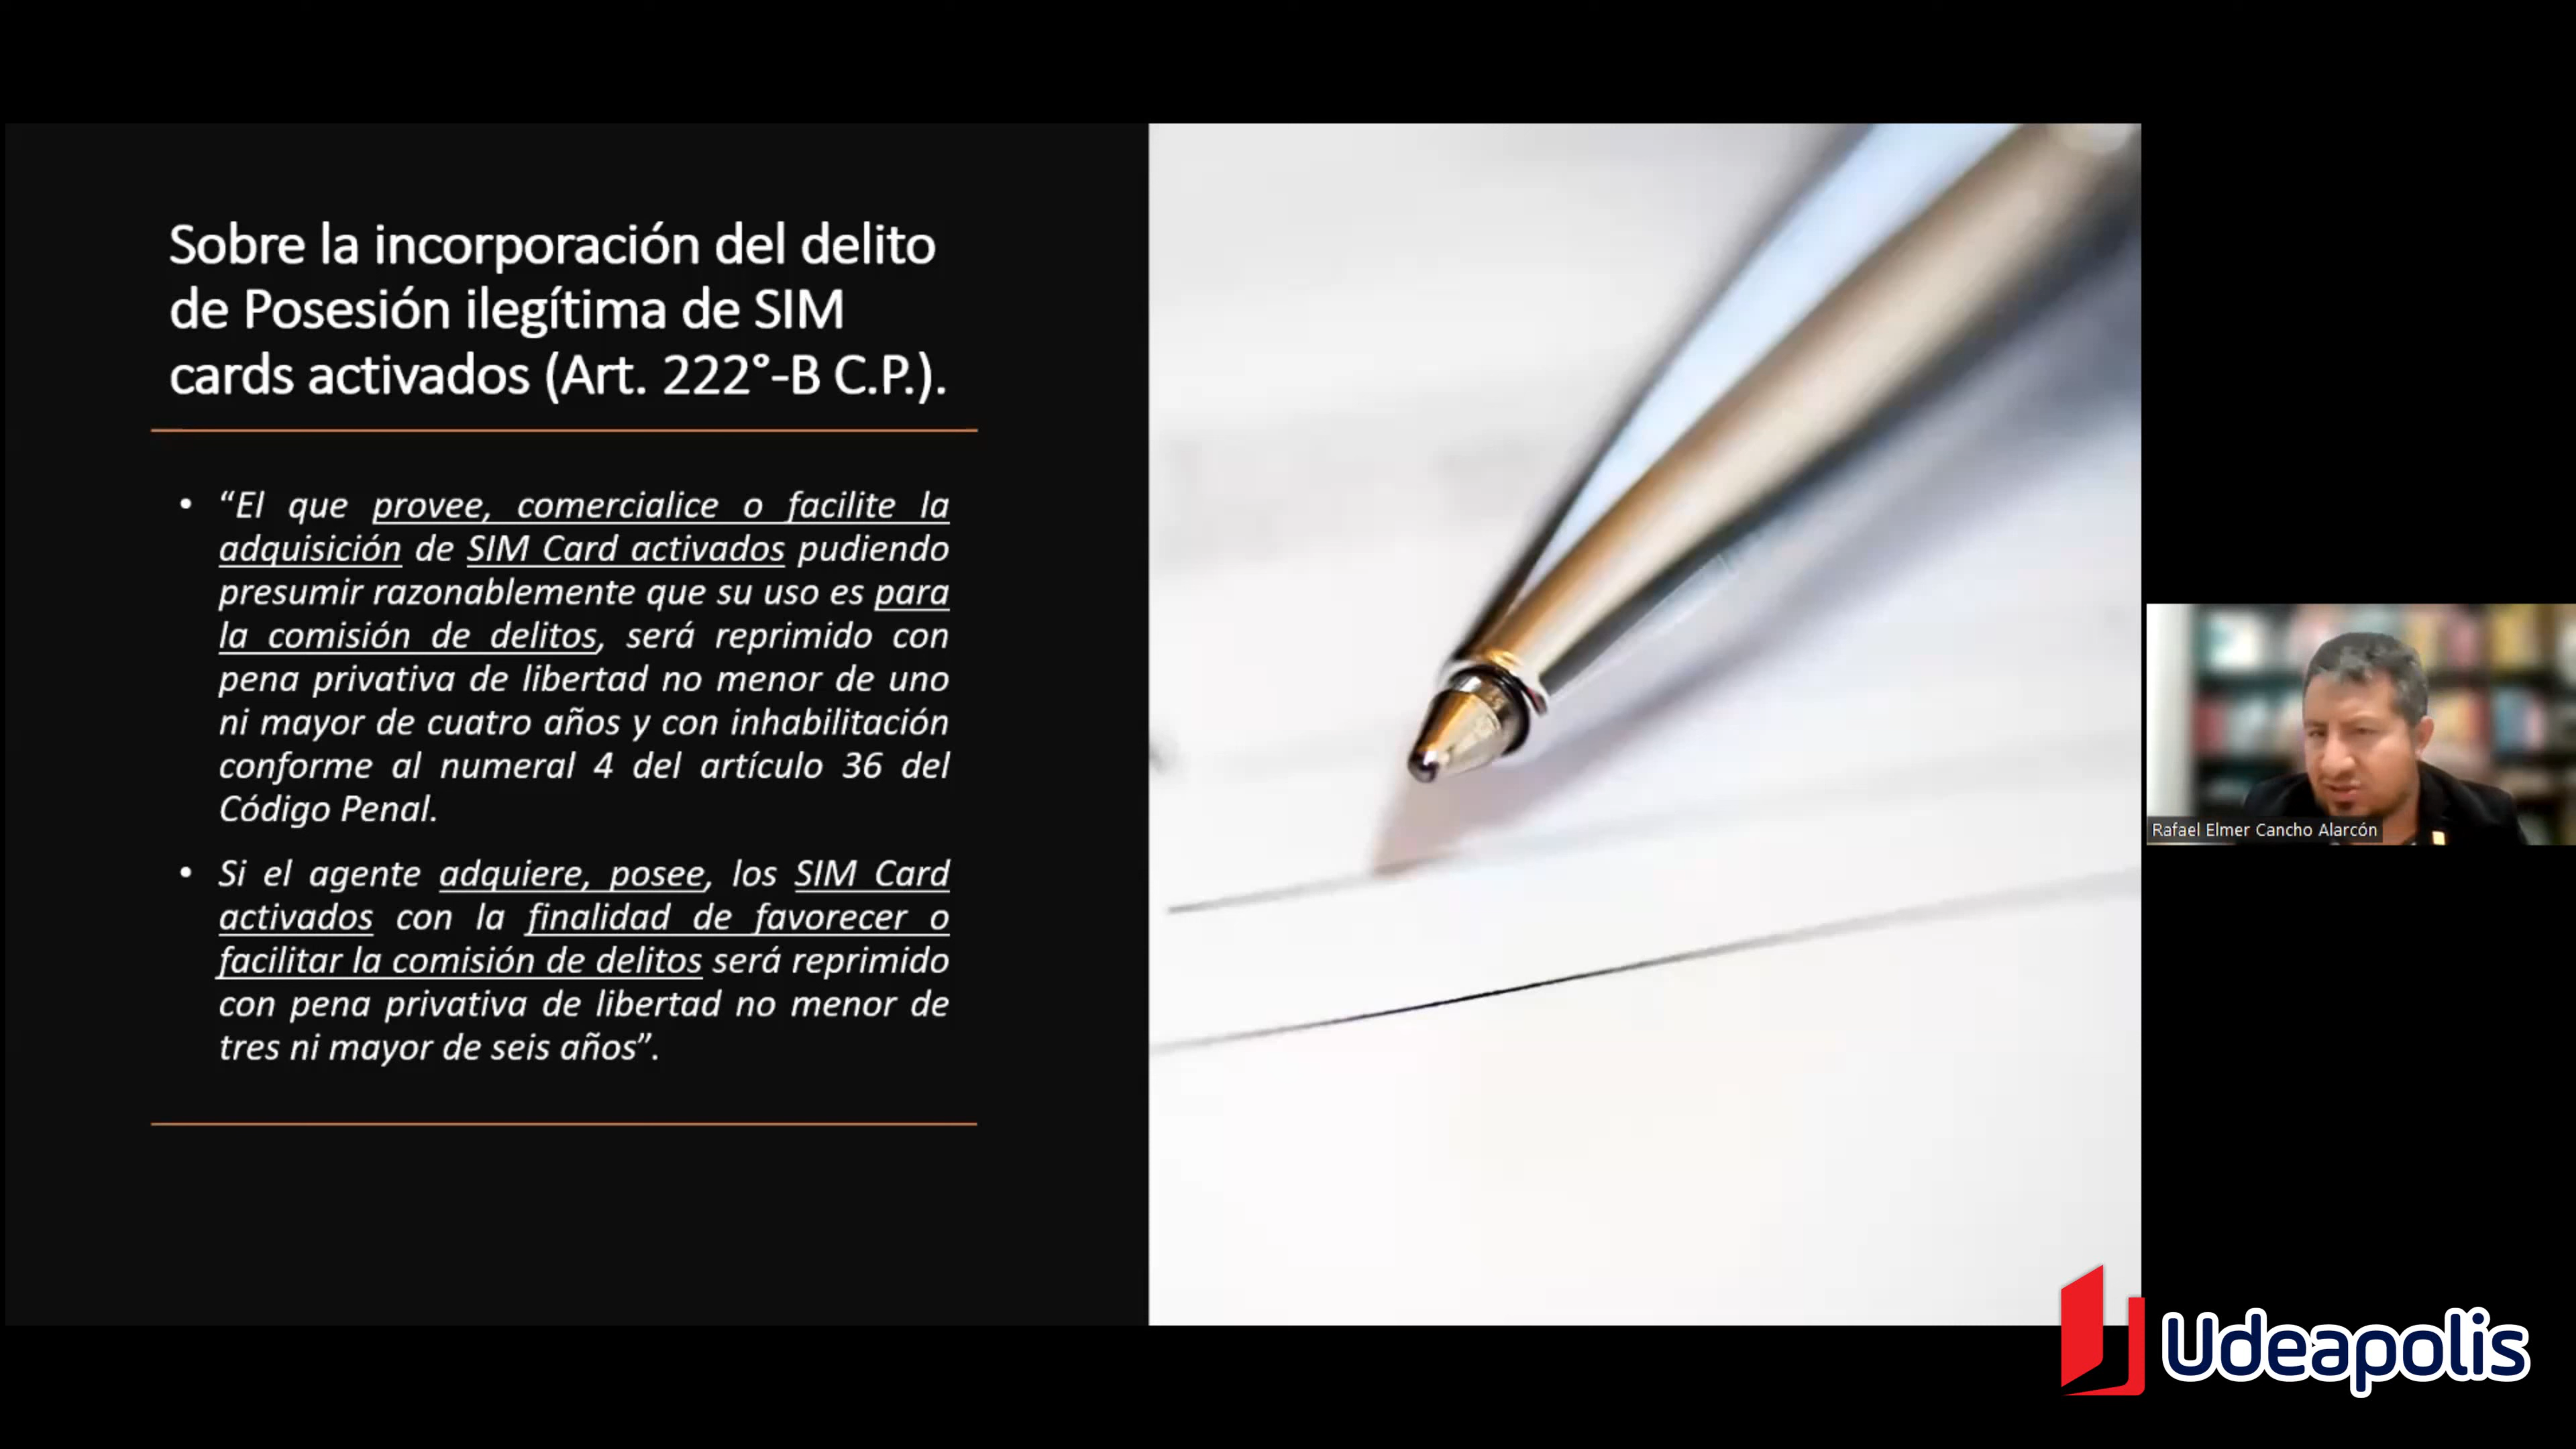 Sobre la incorporación del delito
de Posesión ilegítima de SIM
cards activados (Art. 222°-B C.P.).
• “El que provee, comercialice o facilite la
adquisición de SIM Card activados pudiendo
presumir razonablemente que su uso es para
la comisión de delitos, será reprimido con
pena privativa de libertad no menor de uno
ni mayor de cuatro años y con inhabilitación
conforme al numeral 4 del artículo 36 del
Código Penal.
• Si el agente adquiere, posee, los SIM Card
activados con la finalidad de favorecer o
facilitar la comisión de delitos será reprimido
con pena privativa de libertad no menor de
tres ni mayor de seis años”.
Rafael Elmer Cancho Alarcón
Udeapolis